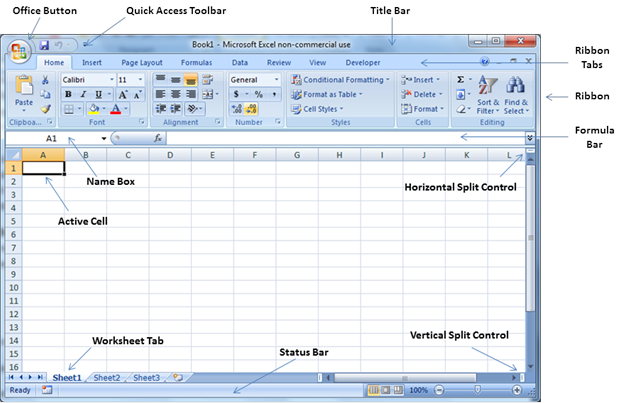 Office Button
Quick Access Toolbar
Title Bar
Book1 - Microsoft Excel non-commercial use
Home Insert Page Layout Formulas Data Review View Developer
Ribbon
Tabs
Calibri 11 General Conditional Formatting Insert Σ
Format as Table Delete
Paste B I U A A $ % , Cell Styles Format Sort & Find &
Filter Select
Clipboa... Font Alignment Number Styles Cells Editing
Ribbon
A1 fx
Formula
Bar
A B C D E F G H I J K L
1
2
Name Box
Horizontal Split Control
3
4
Active Cell
5
6
7
8
9
10
11
12
13
14
Worksheet Tab
Vertical Split Control
15
Status Bar
16
Sheet1 Sheet2 Sheet3
Ready 100%